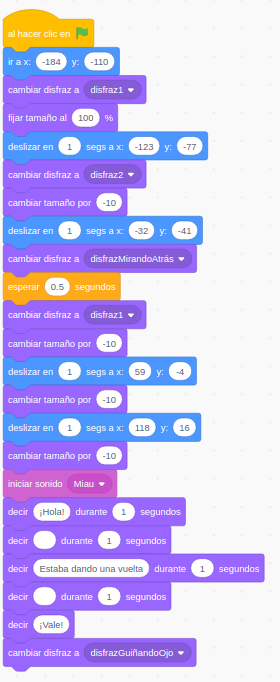 al hacer clic en
ir a x: -184 y: -110
cambiar disfraz a disfraz1
fijar tamaño al 100 %
deslizar en 1 segs a x: -123 y: -77
cambiar disfraz a disfraz2
cambiar tamaño por -10
deslizar en 1 segs a x: -32 y: -41
cambiar disfraz a disfrazMirandoAtrás
esperar 0.5 segundos
cambiar disfraz a disfraz1
cambiar tamaño por -10
deslizar en 1 segs a x: 59 y: -4
cambiar tamaño por -10
deslizar en 1 segs a x: 118 y: 16
cambiar tamaño por -10
iniciar sonido Miau
decir ¡Hola! durante 1 segundos
decir durante 1 segundos
decir Estaba dando una vuelta durante 1 segundos
decir durante 1 segundos
decir ¡Vale!
cambiar disfraz a disfrazGuiñandoOjo